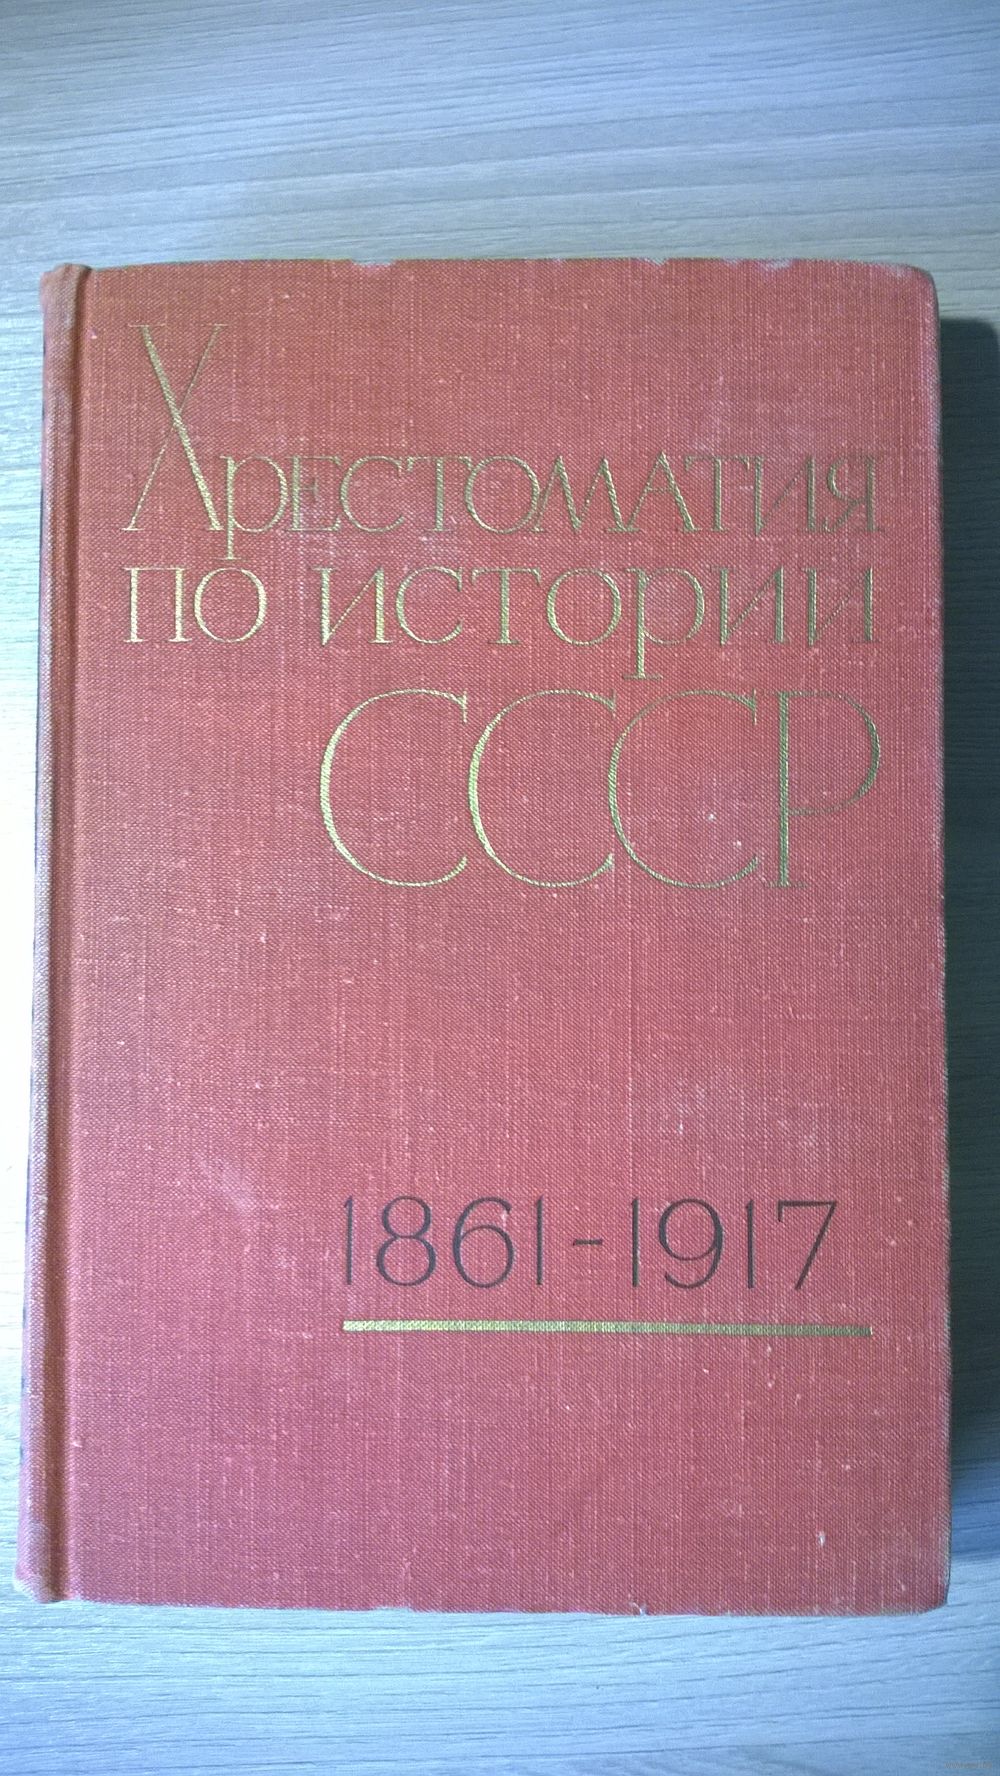 Хрестоматия
по истории
СССР
1861-1917